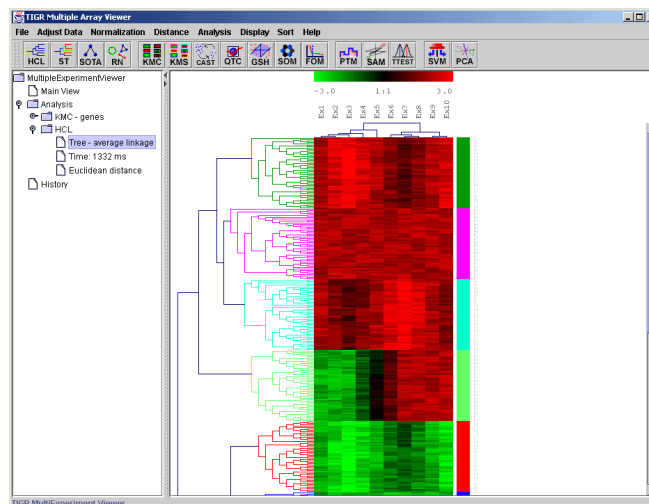 TIGR Multiple Array Viewer
File Adjust Data Normalization Distance Analysis Display Sort Help
HCL ST SOTA RN KMC KMS CAST QTC GSH SOM FOM PTM SAM TTEST SVM PCA
MultipleExperimentViewer
Main View
Analysis
KMC - genes
HCL
Tree - average linkage
Time: 1332 ms
Euclidean distance
History
-3.0 1:1 3.0
Ex1 Ex2 Ex3 Ex4 Ex5 Ex6 Ex7 Ex8 Ex9 Ex10
TIGR MultiExperiment Viewer